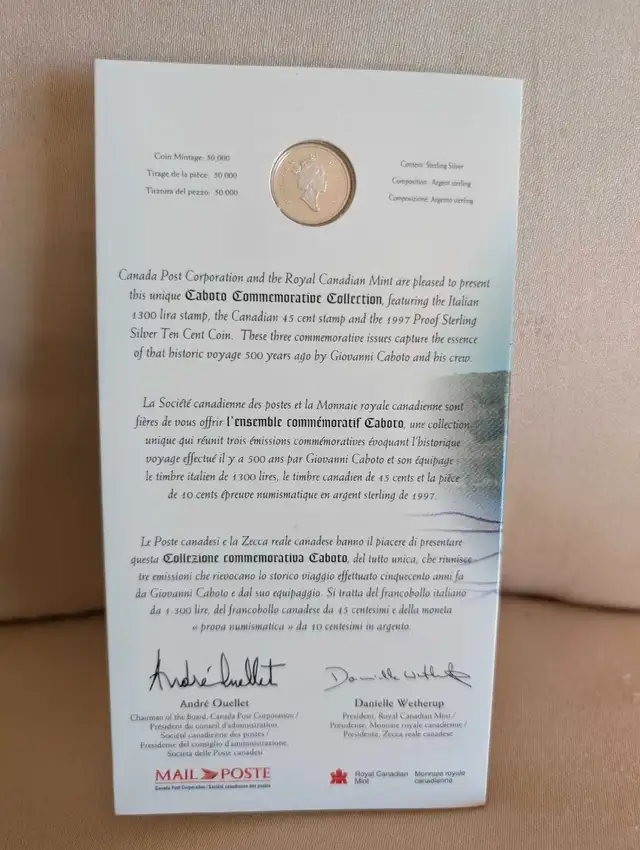 Coin Mintage: 50 000
Tirage de la pièce: 50 000
Tiratura del pezzo: 50 000
Content: Sterling Silver
Composition: Argent sterling
Composizione: Argento sterling
Canada Post Corporation and the Royal Canadian Mint are pleased to present
this unique Caboto Commemorative Collection, featuring the Italian
1300 lira stamp, the Canadian 45 cent stamp and the 1997 Proof Sterling
Silver Ten Cent Coin. These three commemorative issues capture the essence
of that historic voyage 500 years ago by Giovanni Caboto and his crew.
La Société canadienne des postes et la Monnaie royale canadienne sont
fières de vous offrir l'ensemble commémoratif Caboto, une collection
unique qui réunit trois émissions commémoratives évoquant l'historique
voyage effectué il y a 500 ans par Giovanni Caboto et son équipage :
le timbre italien de 1300 lires, le timbre canadien de 45 cents et la pièce
de 10 cents épreuve numismatique en argent sterling de 1997.
Le Poste canadesi e la Zecca reale canadese hanno il piacere di presentare
questa Collezione commemorativa Caboto, del tutto unica, che riunisce
tre emissioni che rievocano lo storico viaggio effettuato cinquecento anni fa
da Giovanni Caboto e dal suo equipaggio. Si tratta del francobollo italiano
da 1 300 lire, del francobollo canadese da 45 centesimi e della moneta
« prova numismatica » da 10 centesimi in argento.
André Ouellet
Danielle Wetherup
André Ouellet
Chairman of the Board, Canada Post Corporation /
Président du conseil d'administration,
Société canadienne des postes /
Presidente del consiglio d'amministrazione,
Società delle Poste canadesi
Danielle Wetherup
President, Royal Canadian Mint /
Présidente, Monnaie royale canadienne /
Presidente, Zecca reale canadese
MAIL POSTE
Canada Post Corporation / Société canadienne des postes
Royal Canadian Mint
Monnaie royale canadienne